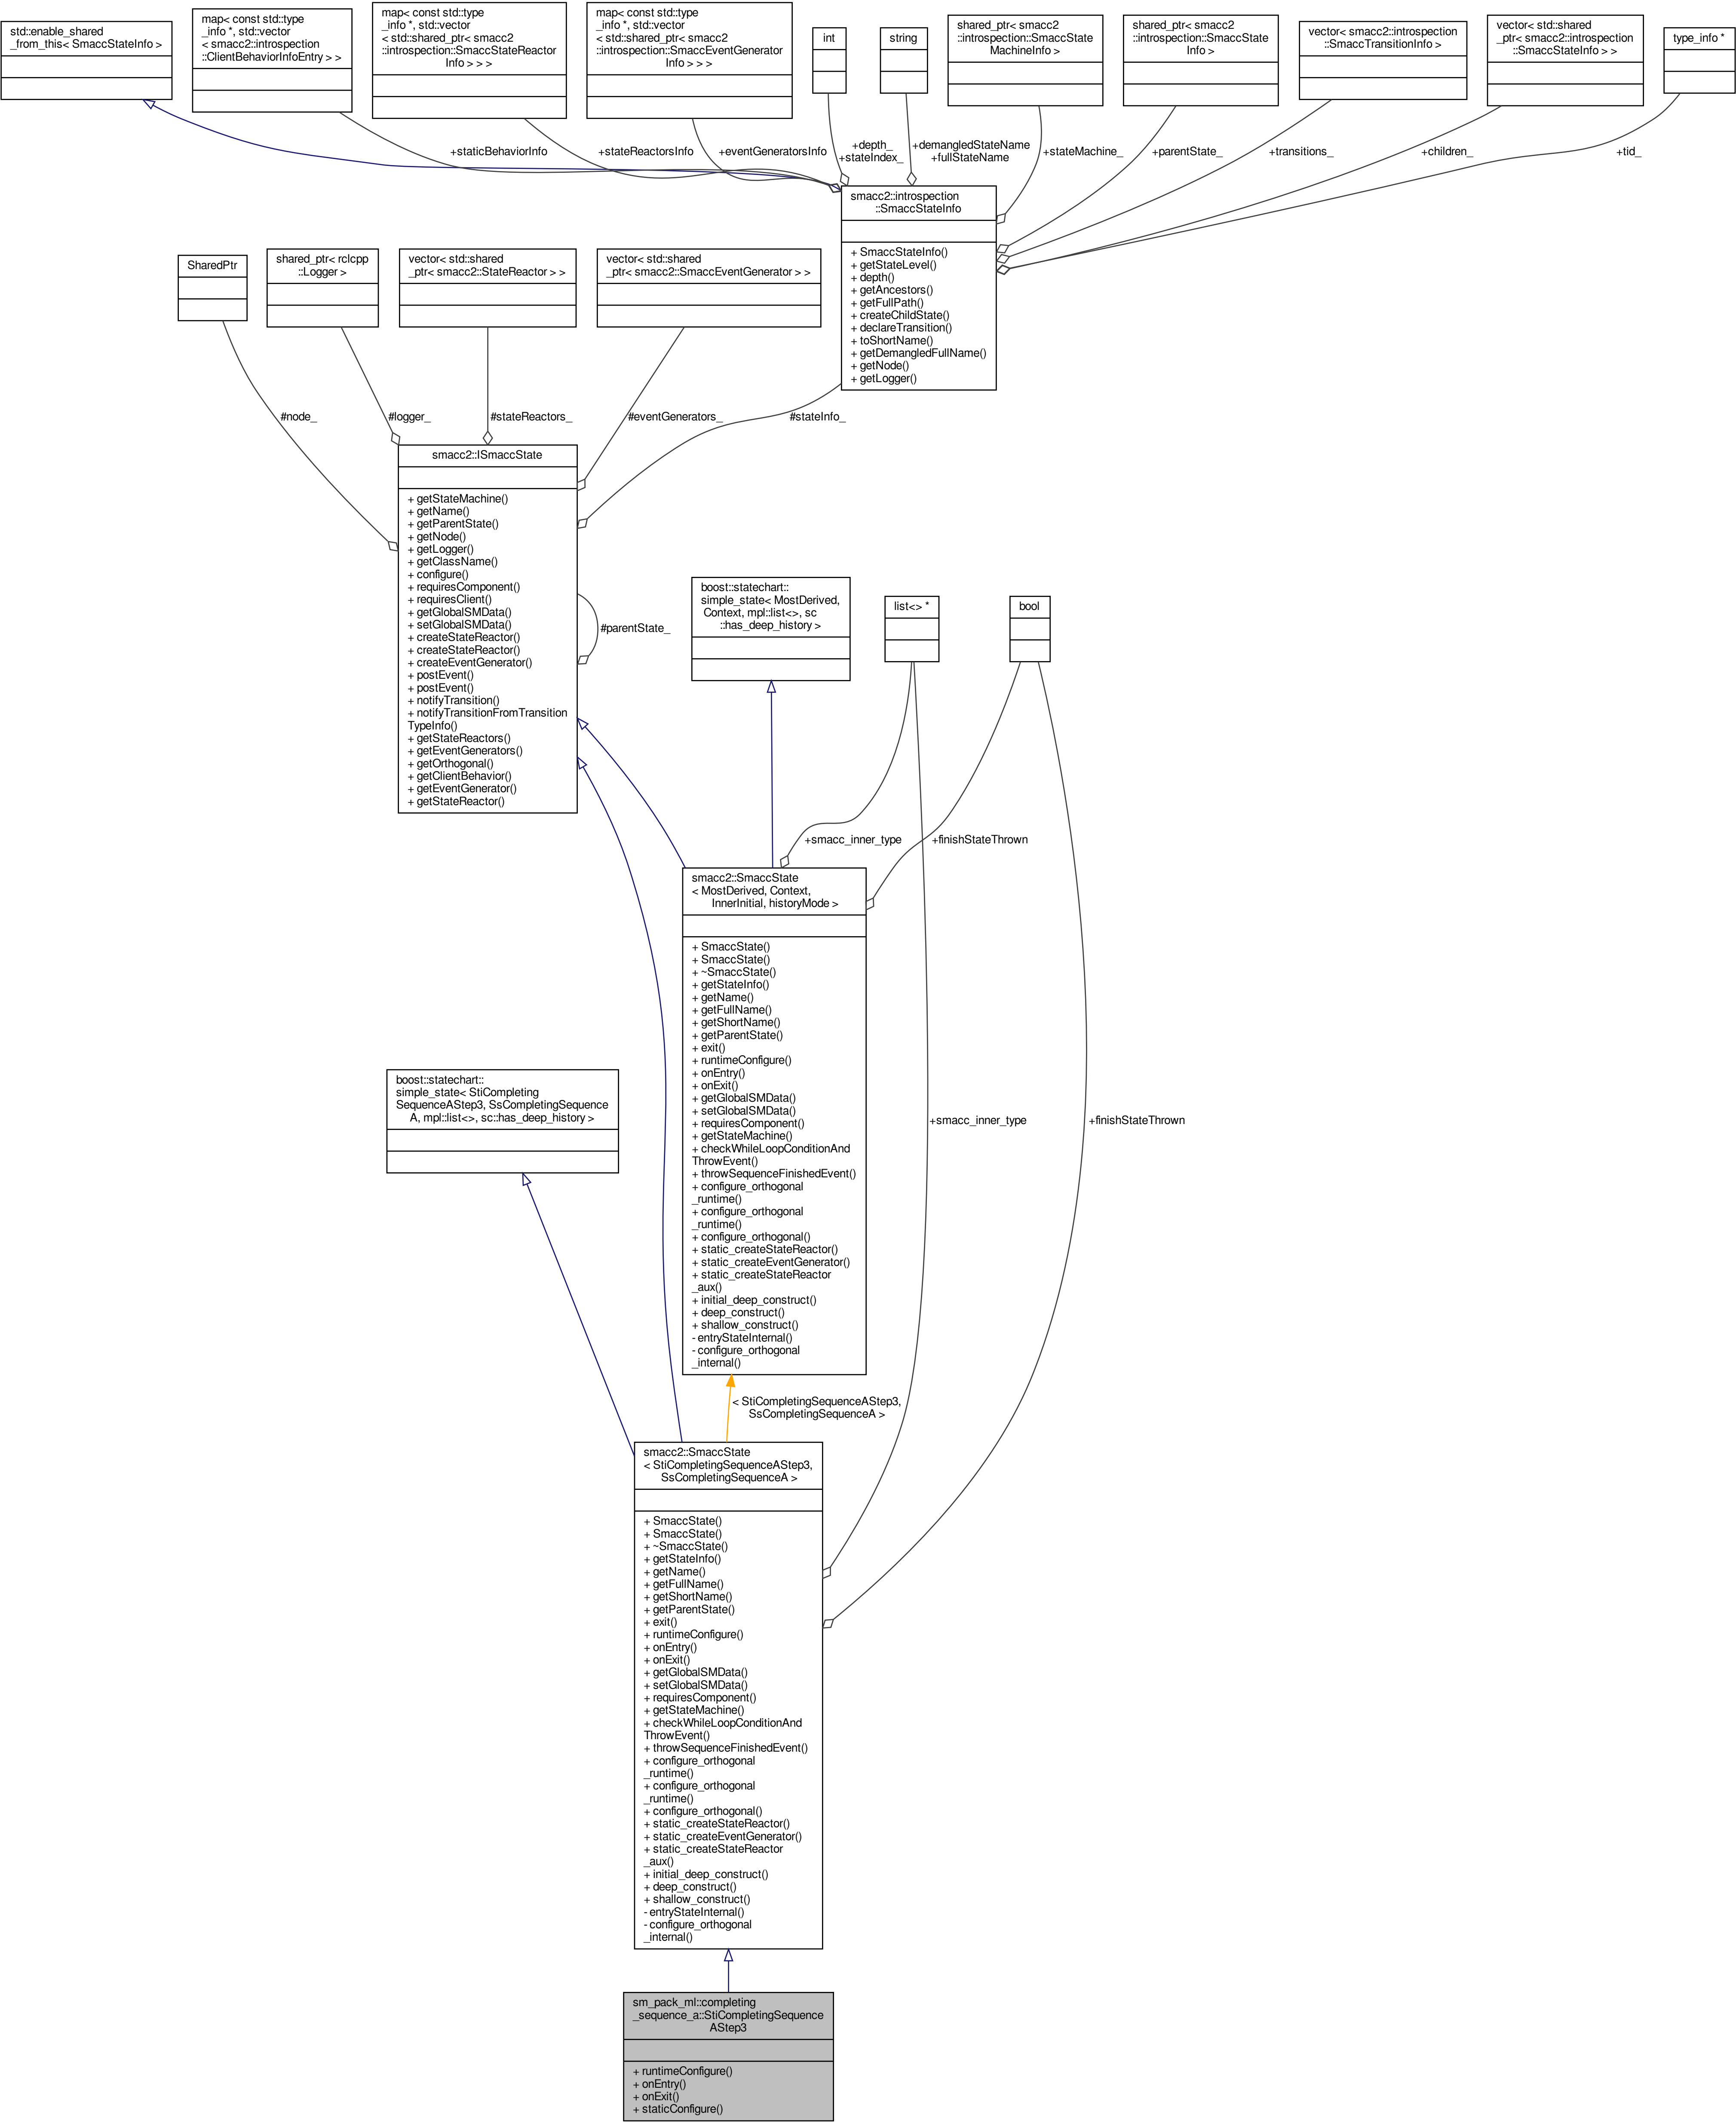 std::enable_shared
_from_this< SmaccStateInfo >
map< const std::type
_info *, std::vector
< smacc2::introspection
::ClientBehaviorInfoEntry > >
map< const std::type
_info *, std::vector
< std::shared_ptr< smacc2
::introspection::SmaccStateReactor
Info > > >
map< const std::type
_info *, std::vector
< std::shared_ptr< smacc2
::introspection::SmaccEventGenerator
Info > > >
int
string
shared_ptr< smacc2
::introspection::SmaccState
MachineInfo >
shared_ptr< smacc2
::introspection::SmaccState
Info >
vector< smacc2::introspection
::SmaccTransitionInfo >
vector< std::shared
_ptr< smacc2::introspection
::SmaccStateInfo > >
type_info *
+staticBehaviorInfo
+stateReactorsInfo
+eventGeneratorsInfo
+depth_
+stateIndex_
+demangledStateName
+fullStateName
+stateMachine_
+parentState_
+transitions_
+children_
+tid_
smacc2::introspection
::SmaccStateInfo
+ SmaccStateInfo()
+ getStateLevel()
+ depth()
+ getAncestors()
+ getFullPath()
+ createChildState()
+ declareTransition()
+ toShortName()
+ getDemangledFullName()
+ getNode()
+ getLogger()
SharedPtr
shared_ptr< rclcpp
::Logger >
vector< std::shared
_ptr< smacc2::StateReactor > >
vector< std::shared
_ptr< smacc2::SmaccEventGenerator > >
#node_
#logger_
#stateReactors_
#eventGenerators_
#stateInfo_
smacc2::ISmaccState
+ getStateMachine()
+ getName()
+ getParentState()
+ getNode()
+ getLogger()
+ getClassName()
+ configure()
+ requiresComponent()
+ requiresClient()
+ getGlobalSMData()
+ setGlobalSMData()
+ createStateReactor()
+ createStateReactor()
+ createEventGenerator()
+ postEvent()
+ postEvent()
+ notifyTransition()
+ notifyTransitionFromTransition
TypeInfo()
+ getStateReactors()
+ getEventGenerators()
+ getOrthogonal()
+ getClientBehavior()
+ getEventGenerator()
+ getStateReactor()
#parentState_
boost::statechart::
simple_state< MostDerived,
Context, mpl::list<>, sc
::has_deep_history >
list<> *
bool
+smacc_inner_type
+finishStateThrown
smacc2::SmaccState
< MostDerived, Context,
InnerInitial, historyMode >
+ SmaccState()
+ SmaccState()
+ ~SmaccState()
+ getStateInfo()
+ getName()
+ getFullName()
+ getShortName()
+ getParentState()
+ exit()
+ runtimeConfigure()
+ onEntry()
+ onExit()
+ getGlobalSMData()
+ setGlobalSMData()
+ requiresComponent()
+ getStateMachine()
+ checkWhileLoopConditionAnd
ThrowEvent()
+ throwSequenceFinishedEvent()
+ configure_orthogonal
_runtime()
+ configure_orthogonal
_runtime()
+ configure_orthogonal()
+ static_createStateReactor()
+ static_createEventGenerator()
+ static_createStateReactor
_aux()
+ initial_deep_construct()
+ deep_construct()
+ shallow_construct()
- entryStateInternal()
- configure_orthogonal
_internal()
boost::statechart::
simple_state< StiCompleting
SequenceAStep3, SsCompletingSequence
A, mpl::list<>, sc::has_deep_history >
+smacc_inner_type
+finishStateThrown
< StiCompletingSequenceAStep3,
SsCompletingSequenceA >
smacc2::SmaccState
< StiCompletingSequenceAStep3,
SsCompletingSequenceA >
+ SmaccState()
+ SmaccState()
+ ~SmaccState()
+ getStateInfo()
+ getName()
+ getFullName()
+ getShortName()
+ getParentState()
+ exit()
+ runtimeConfigure()
+ onEntry()
+ onExit()
+ getGlobalSMData()
+ setGlobalSMData()
+ requiresComponent()
+ getStateMachine()
+ checkWhileLoopConditionAnd
ThrowEvent()
+ throwSequenceFinishedEvent()
+ configure_orthogonal
_runtime()
+ configure_orthogonal
_runtime()
+ configure_orthogonal()
+ static_createStateReactor()
+ static_createEventGenerator()
+ static_createStateReactor
_aux()
+ initial_deep_construct()
+ deep_construct()
+ shallow_construct()
- entryStateInternal()
- configure_orthogonal
_internal()
sm_pack_ml::completing
_sequence_a::StiCompletingSequence
AStep3
+ runtimeConfigure()
+ onEntry()
+ onExit()
+ staticConfigure()